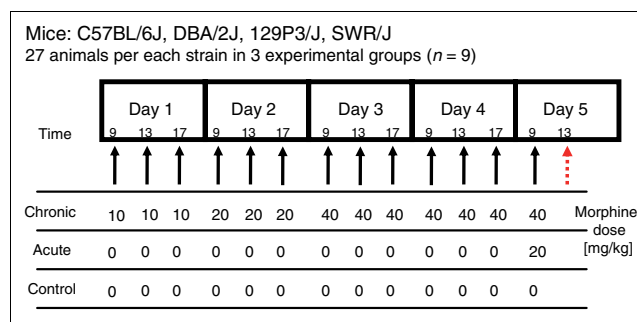 Mice: C57BL/6J, DBA/2J, 129P3/J, SWR/J
27 animals per each strain in 3 experimental groups (n = 9)
Day 1 Day 2 Day 3 Day 4 Day 5
Time 9 13 17 9 13 17 9 13 17 9 13 17 9 13
Chronic 10 10 10 20 20 20 40 40 40 40 40 40 40 Morphine
dose
[mg/kg]
Acute 0 0 0 0 0 0 0 0 0 0 0 0 20
Control 0 0 0 0 0 0 0 0 0 0 0 0 0